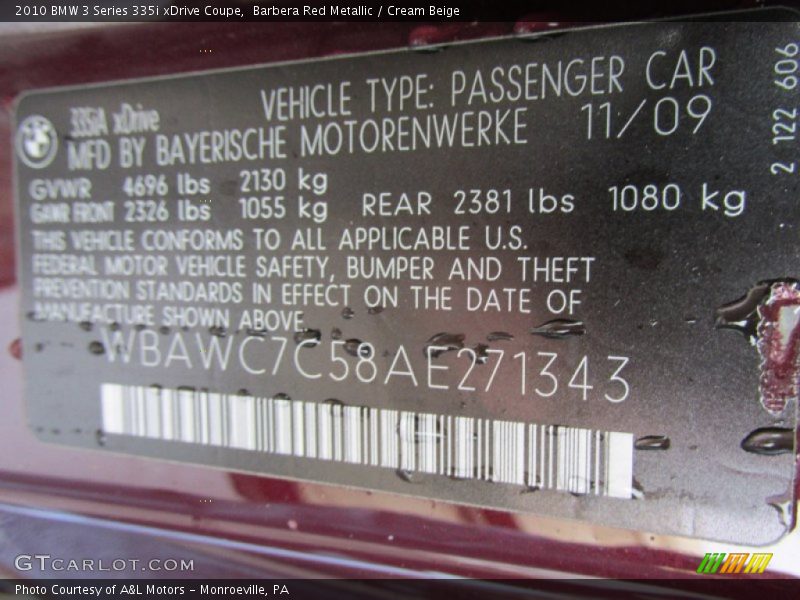 2010 BMW 3 Series 335i xDrive Coupe, Barbera Red Metallic / Cream Beige
335iA xDrive
VEHICLE TYPE: PASSENGER CAR
MFD BY BAYERISCHE MOTORENWERKE 11/09
GVWR 4696 lbs 2130 kg
GAWR FRONT 2326 lbs 1055 kg REAR 2381 lbs 1080 kg
THIS VEHICLE CONFORMS TO ALL APPLICABLE U.S.
FEDERAL MOTOR VEHICLE SAFETY, BUMPER AND THEFT
PREVENTION STANDARDS IN EFFECT ON THE DATE OF
MANUFACTURE SHOWN ABOVE
WBAWC7C58AE271343
2 122 606
GTCARLOT.COM
Photo Courtesy of A&L Motors - Monroeville, PA